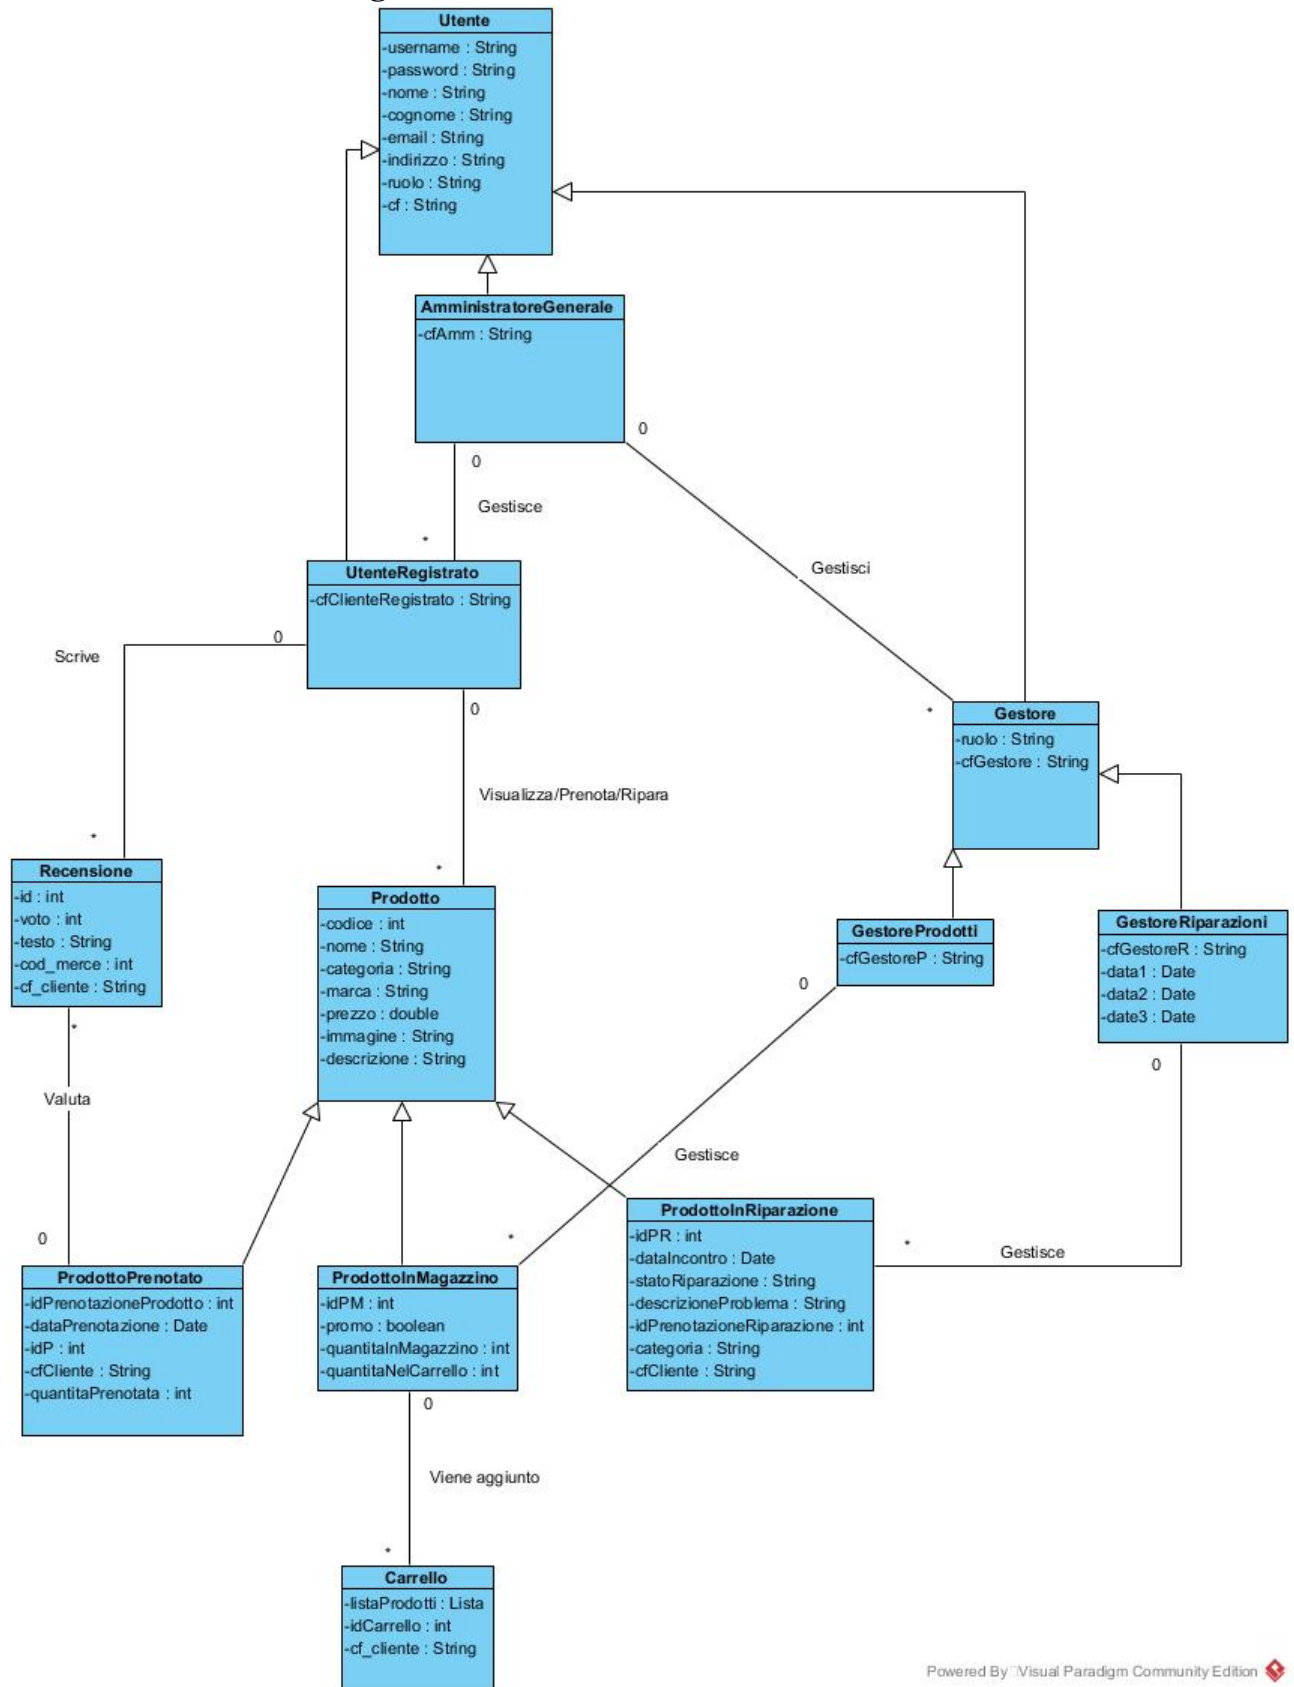 Utente
-username : String
-password : String
-nome : String
-cognome : String
-email : String
-indirizzo : String
-ruolo : String
-cf : String
AmministratoreGenerale
-cfAmm : String
0
0
Gestisce
*
Gestisci
UtenteRegistrato
-cfClienteRegistrato : String
0
Scrive
0
*
Gestore
-ruolo : String
-cfGestore : String
Visualizza/Prenota/Ripara
*
*
Recensione
-id : int
-voto : int
-testo : String
-cod_merce : int
-cf_cliente : String
Prodotto
-codice : int
-nome : String
-categoria : String
-marca : String
-prezzo : double
-immagine : String
-descrizione : String
GestoreProdotti
-cfGestoreP : String
GestoreRiparazioni
-cfGestoreR : String
-data1 : Date
-data2 : Date
-date3 : Date
0
*
0
Valuta
Gestisce
0
*
ProdottoInRiparazione
-idPR : int
-dataIncontro : Date
-statoRiparazione : String
-descrizioneProblema : String
-idPrenotazioneRiparazione : int
-categoria : String
-cfCliente : String
*
Gestisce
ProdottoPrenotato
-idPrenotazioneProdotto : int
-dataPrenotazione : Date
-idP : int
-cfCliente : String
-quantitaPrenotata : int
ProdottoInMagazzino
-idPM : int
-promo : boolean
-quantitaInMagazzino : int
-quantitaNelCarrello : int
0
Viene aggiunto
*
Carrello
-listaProdotti : Lista
-idCarrello : int
-cf_cliente : String
Powered By Visual Paradigm Community Edition